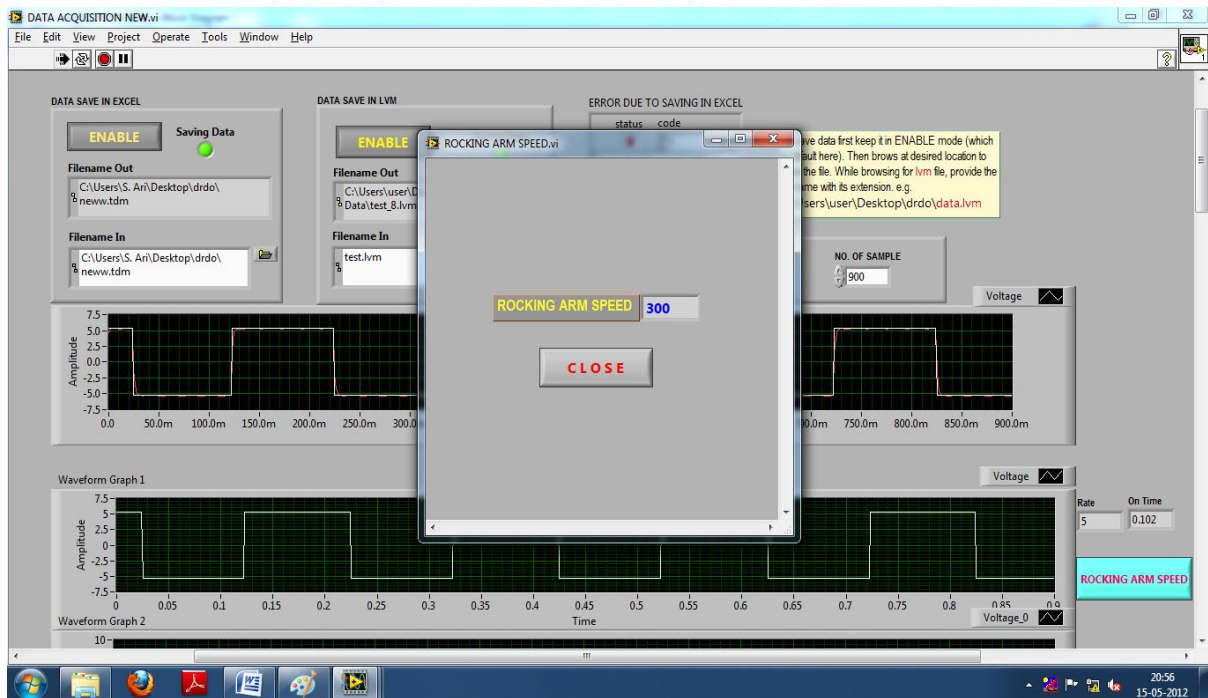 DATA ACQUISITION NEW.vi
File Edit View Project Operate Tools Window Help
DATA SAVE IN EXCEL
ENABLE
Saving Data
Filename Out
C:\Users\S. Ari\Desktop\drdo\
neww.tdm
Filename In
C:\Users\S. Ari\Desktop\drdo\
neww.tdm
DATA SAVE IN LVM
ENABLE
Filename Out
C:\Users\user\D
Data\test_8.lvm
Filename In
test.lvm
ERROR DUE TO SAVING IN EXCEL
status code
ave data first keep it in ENABLE mode (which
fault here). Then brows at desired location to
the file. While browsing for lvm file, provide the
me with its extension. e.g.
sers\user\Desktop\drdo\data.lvm
NO. OF SAMPLE
900
ROCKING ARM SPEED.vi
ROCKING ARM SPEED 300
CLOSE
Voltage
Amplitude
7.5
5.0
2.5
0.0
-2.5
-5.0
-7.5
0.0 50.0m 100.0m 150.0m 200.0m 250.0m 300.0 750.0m 800.0m 850.0m 900.0m
Waveform Graph 1
Voltage
Amplitude
7.5
5
2.5
0
-2.5
-5
-7.5
0 0.05 0.1 0.15 0.2 0.25 0.3 0.35 0.4 0.45 0.5 0.55 0.6 0.65 0.7 0.75 0.8 0.85 0.9
Time
Rate On Time
5 0.102
ROCKING ARM SPEED
Waveform Graph 2
Voltage_0
10
20:56
15-05-2012